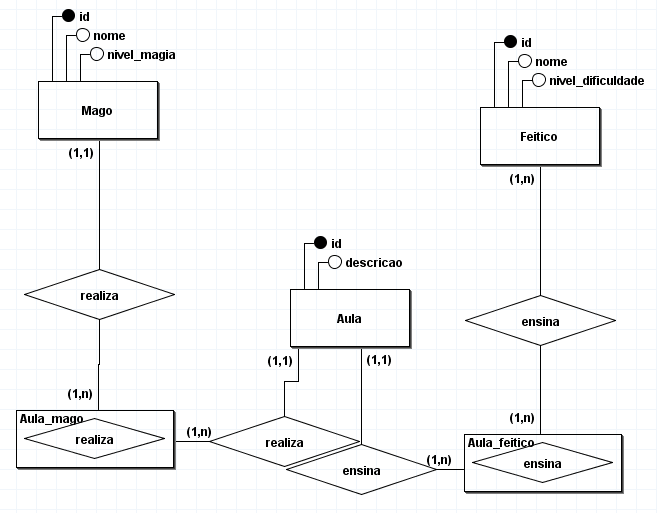 id
nome
nivel_magia
Mago
(1,1)
realiza
(1,n)
Aula_mago
realiza
(1,n)
id
descricao
Aula
(1,1)
(1,1)
realiza
ensina
(1,n)
id
nome
nivel_dificuldade
Feitico
(1,n)
ensina
(1,n)
Aula_feitico
ensina